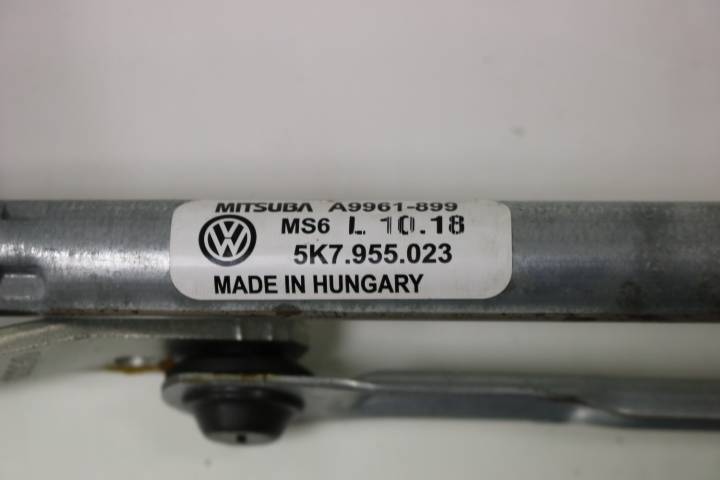 MITSUBA A9961-899
MS6 L 10.18
5K7.955.023
MADE IN HUNGARY